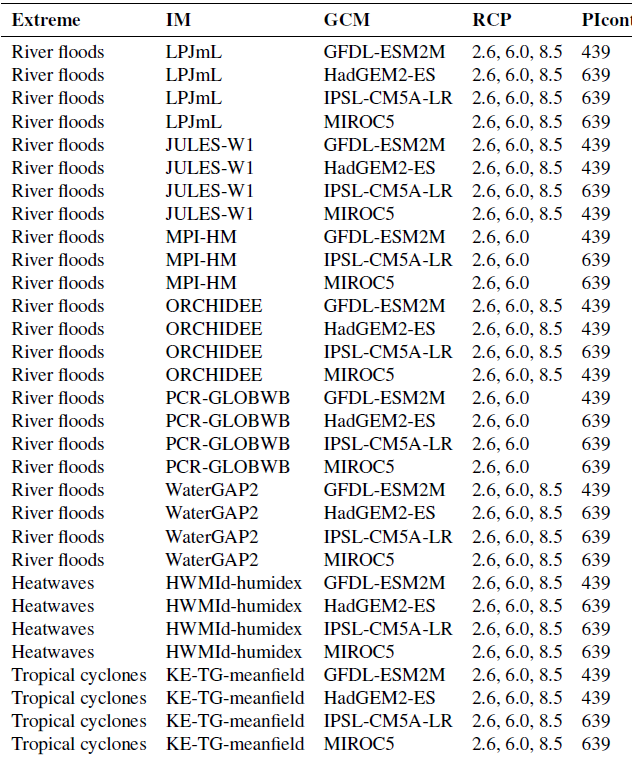 Extreme IM GCM RCP PIcont
River floods LPJmL GFDL-ESM2M 2.6, 6.0, 8.5 439
River floods LPJmL HadGEM2-ES 2.6, 6.0, 8.5 639
River floods LPJmL IPSL-CM5A-LR 2.6, 6.0, 8.5 639
River floods LPJmL MIROC5 2.6, 6.0, 8.5 639
River floods JULES-W1 GFDL-ESM2M 2.6, 6.0, 8.5 439
River floods JULES-W1 HadGEM2-ES 2.6, 6.0, 8.5 439
River floods JULES-W1 IPSL-CM5A-LR 2.6, 6.0, 8.5 639
River floods JULES-W1 MIROC5 2.6, 6.0, 8.5 439
River floods MPI-HM GFDL-ESM2M 2.6, 6.0 439
River floods MPI-HM IPSL-CM5A-LR 2.6, 6.0 639
River floods MPI-HM MIROC5 2.6, 6.0 639
River floods ORCHIDEE GFDL-ESM2M 2.6, 6.0, 8.5 439
River floods ORCHIDEE HadGEM2-ES 2.6, 6.0, 8.5 439
River floods ORCHIDEE IPSL-CM5A-LR 2.6, 6.0, 8.5 639
River floods ORCHIDEE MIROC5 2.6, 6.0, 8.5 439
River floods PCR-GLOBWB GFDL-ESM2M 2.6, 6.0 439
River floods PCR-GLOBWB HadGEM2-ES 2.6, 6.0 639
River floods PCR-GLOBWB IPSL-CM5A-LR 2.6, 6.0 639
River floods PCR-GLOBWB MIROC5 2.6, 6.0 639
River floods WaterGAP2 GFDL-ESM2M 2.6, 6.0, 8.5 439
River floods WaterGAP2 HadGEM2-ES 2.6, 6.0, 8.5 639
River floods WaterGAP2 IPSL-CM5A-LR 2.6, 6.0, 8.5 639
River floods WaterGAP2 MIROC5 2.6, 6.0, 8.5 639
Heatwaves HWMId-humidex GFDL-ESM2M 2.6, 6.0, 8.5 439
Heatwaves HWMId-humidex HadGEM2-ES 2.6, 6.0, 8.5 639
Heatwaves HWMId-humidex IPSL-CM5A-LR 2.6, 6.0, 8.5 639
Heatwaves HWMId-humidex MIROC5 2.6, 6.0, 8.5 639
Tropical cyclones KE-TG-meanfield GFDL-ESM2M 2.6, 6.0, 8.5 439
Tropical cyclones KE-TG-meanfield HadGEM2-ES 2.6, 6.0, 8.5 439
Tropical cyclones KE-TG-meanfield IPSL-CM5A-LR 2.6, 6.0, 8.5 639
Tropical cyclones KE-TG-meanfield MIROC5 2.6, 6.0, 8.5 639